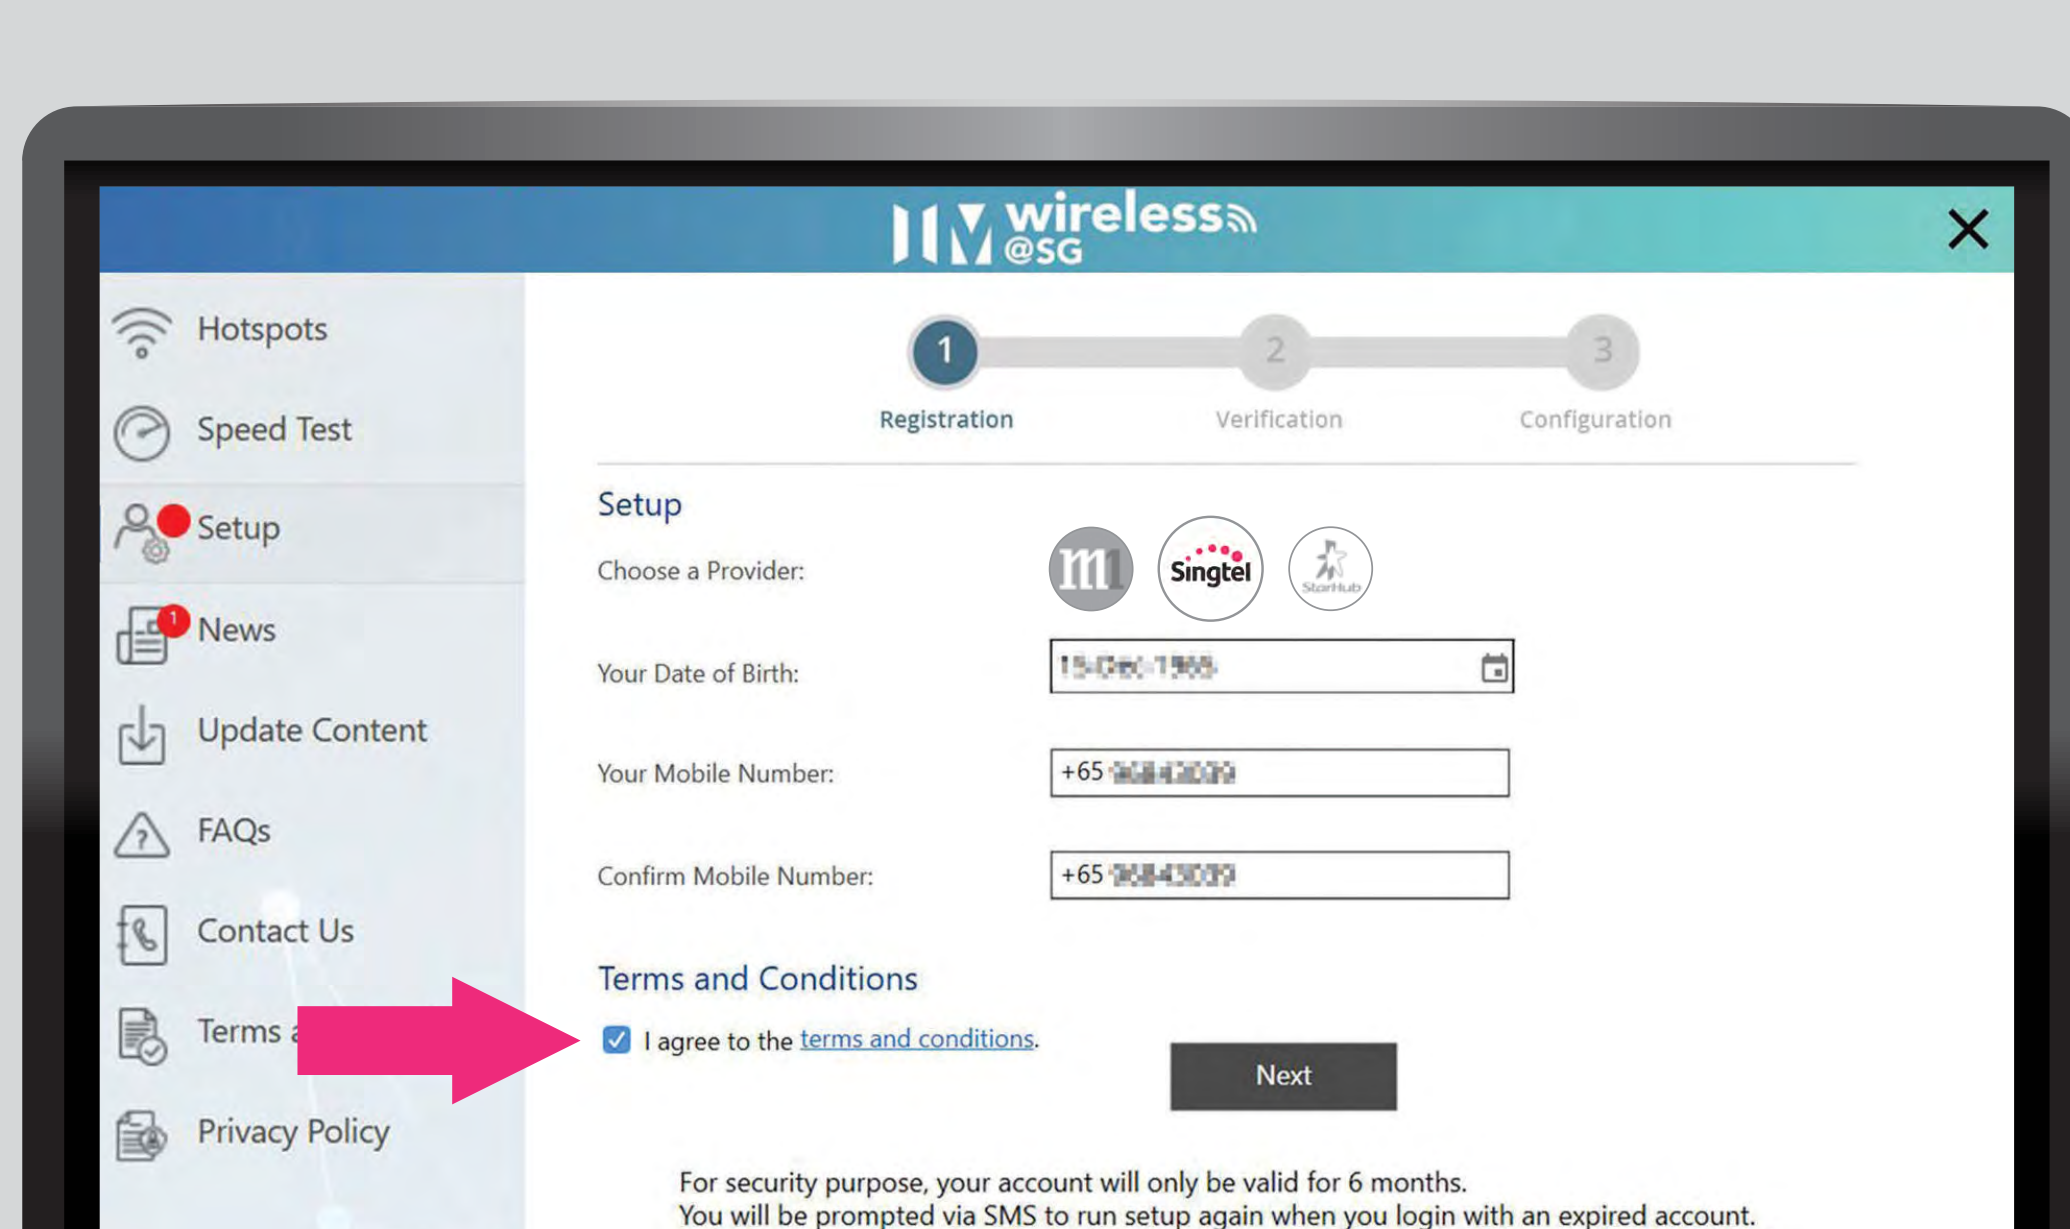 wireless
@SG
Hotspots
Speed Test
Setup
1
News
Update Content
FAQs
Contact Us
Terms
Privacy Policy
1
2
3
Registration
Verification
Configuration
Setup
Choose a Provider:
m1
Singtel
StarHub
Your Date of Birth:
Your Mobile Number:
+65
Confirm Mobile Number:
+65
Terms and Conditions
I agree to the terms and conditions.
Next
For security purpose, your account will only be valid for 6 months.
You will be prompted via SMS to run setup again when you login with an expired account.